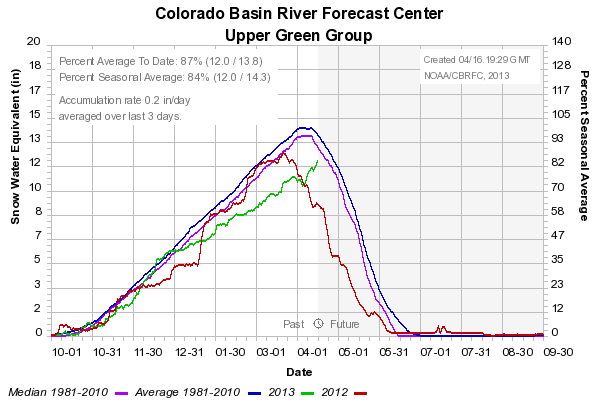 Colorado Basin River Forecast Center
Upper Green Group
Percent Average To Date: 87% (12.0 / 13.8)
Percent Seasonal Average: 84% (12.0 / 14.3)
Accumulation rate 0.2 in/day
averaged over last 3 days.
Created 04/16.19:29 GMT
NOAA/CBRFC, 2013
Snow Water Equivalent (in)
20
18
17
15
13
12
10
8
7
5
3
2
0
140
128
117
105
93
82
70
58
47
35
23
12
0
Percent Seasonal Average
Past
Future
10-01 10-31 11-30 12-31 01-30 03-01 04-01 05-01 05-31 07-01 07-31 08-30 09-30
Date
Median 1981-2010 Average 1981-2010 2013 2012